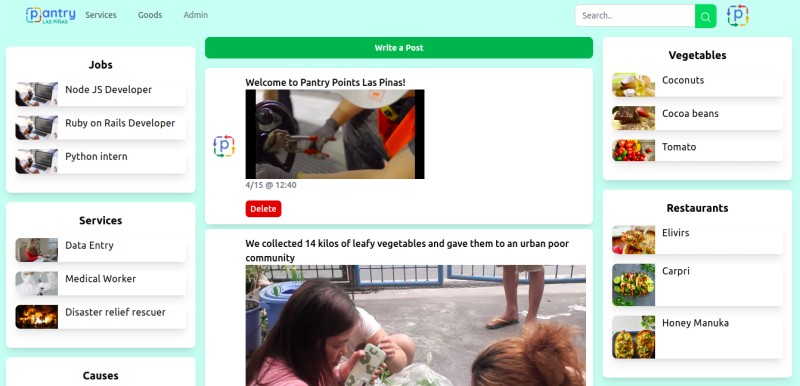 pantry
LAS PIÑAS
Services
Goods
Admin
Search..
p
Jobs
Node JS Developer
Ruby on Rails Developer
Python intern
Services
Data Entry
Medical Worker
Disaster relief rescuer
Causes
Write a Post
p
Welcome to Pantry Points Las Pinas!
4/15 @ 12:40
Delete
We collected 14 kilos of leafy vegetables and gave them to an urban poor
community
Vegetables
Coconuts
Cocoa beans
Tomato
Restaurants
Elivirs
Carpri
Honey Manuka